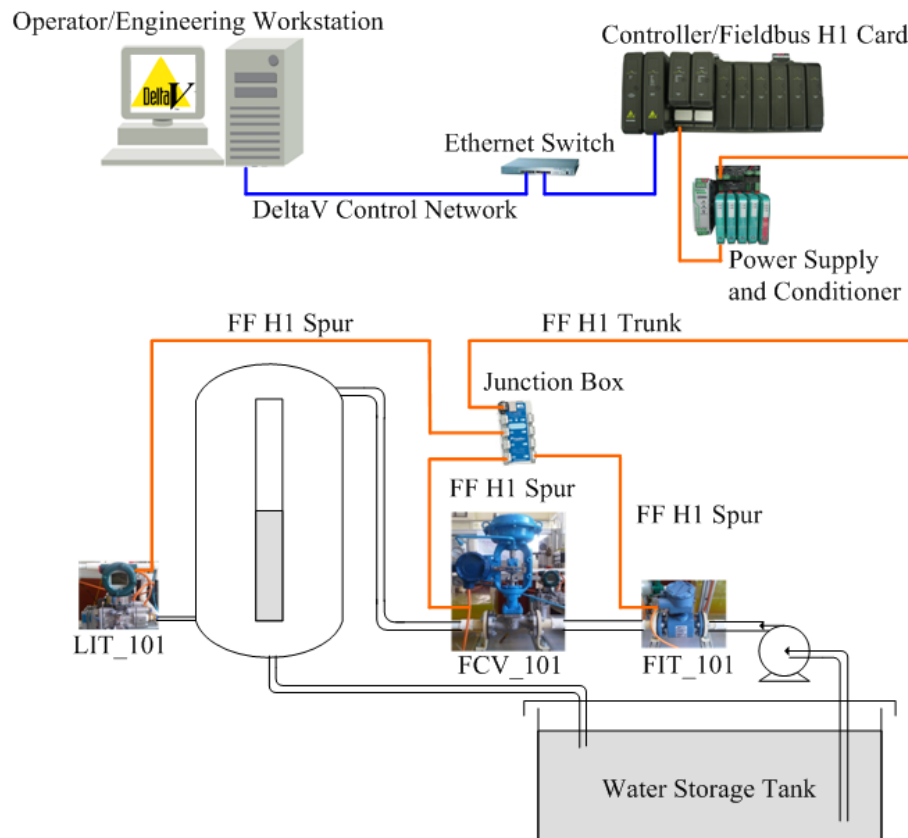 Operator/Engineering Workstation
Controller/Fieldbus H1 Card
DeltaV
Ethernet Switch
DeltaV Control Network
Power Supply
and Conditioner
FF H1 Spur
FF H1 Trunk
Junction Box
FF H1 Spur
FF H1 Spur
LIT_101
FCV_101
FIT_101
Water Storage Tank